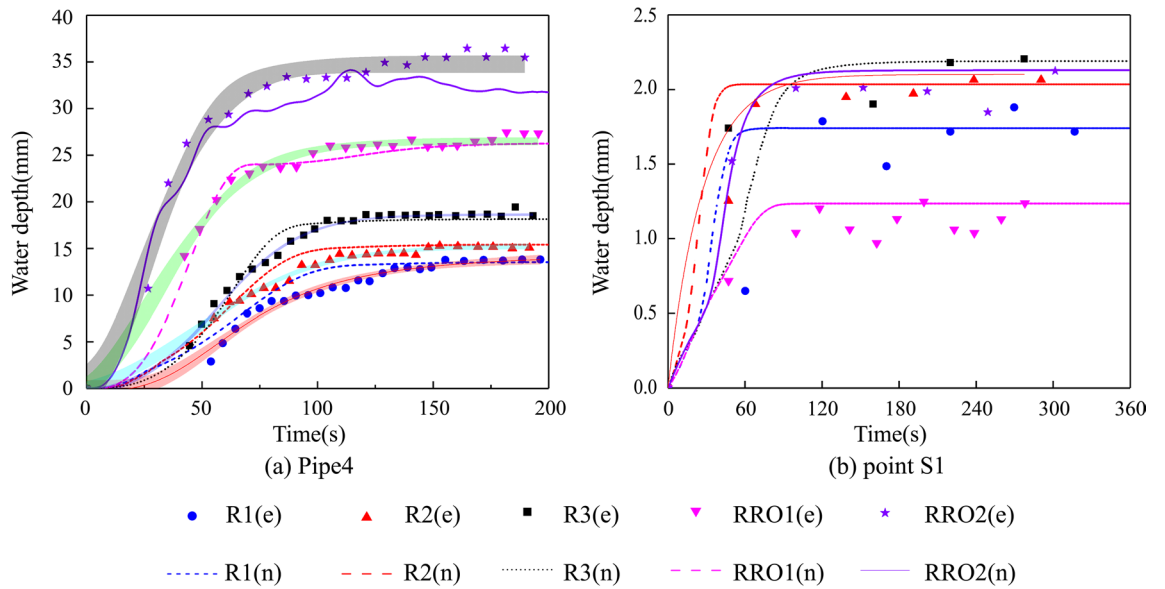 40
35
30
25
20
15
10
5
0
Water depth(mm)
0 50 100 150 200
Time(s)
(a) Pipe4
2.5
2.0
1.5
1.0
0.5
0.0
Water depth(mm)
0 60 120 180 240 300 360
Time(s)
(b) point S1
R1(e) R2(e) R3(e) RRO1(e) RRO2(e)
R1(n) R2(n) R3(n) RRO1(n) RRO2(n)